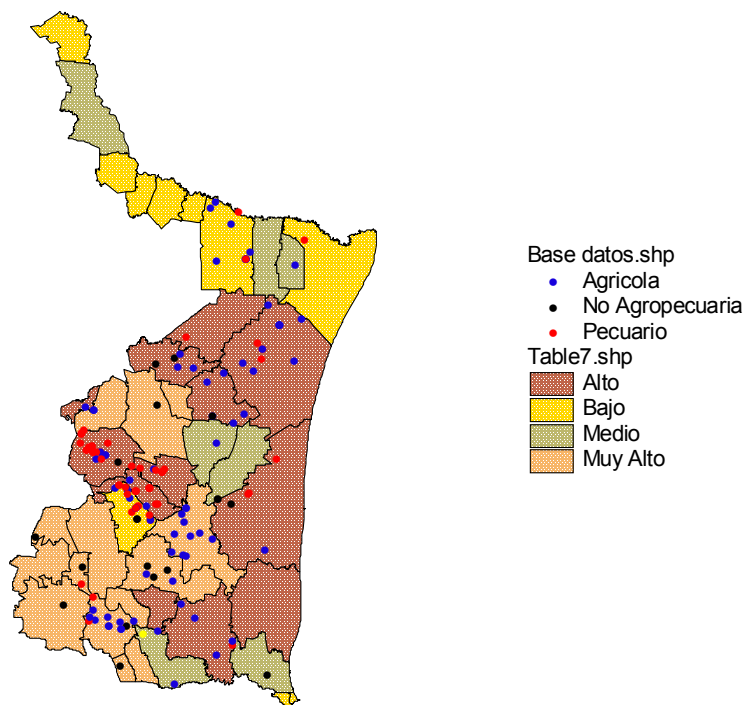 Base datos.shp
Agricola
No Agropecuaria
Pecuario
Table7.shp
Alto
Bajo
Medio
Muy Alto